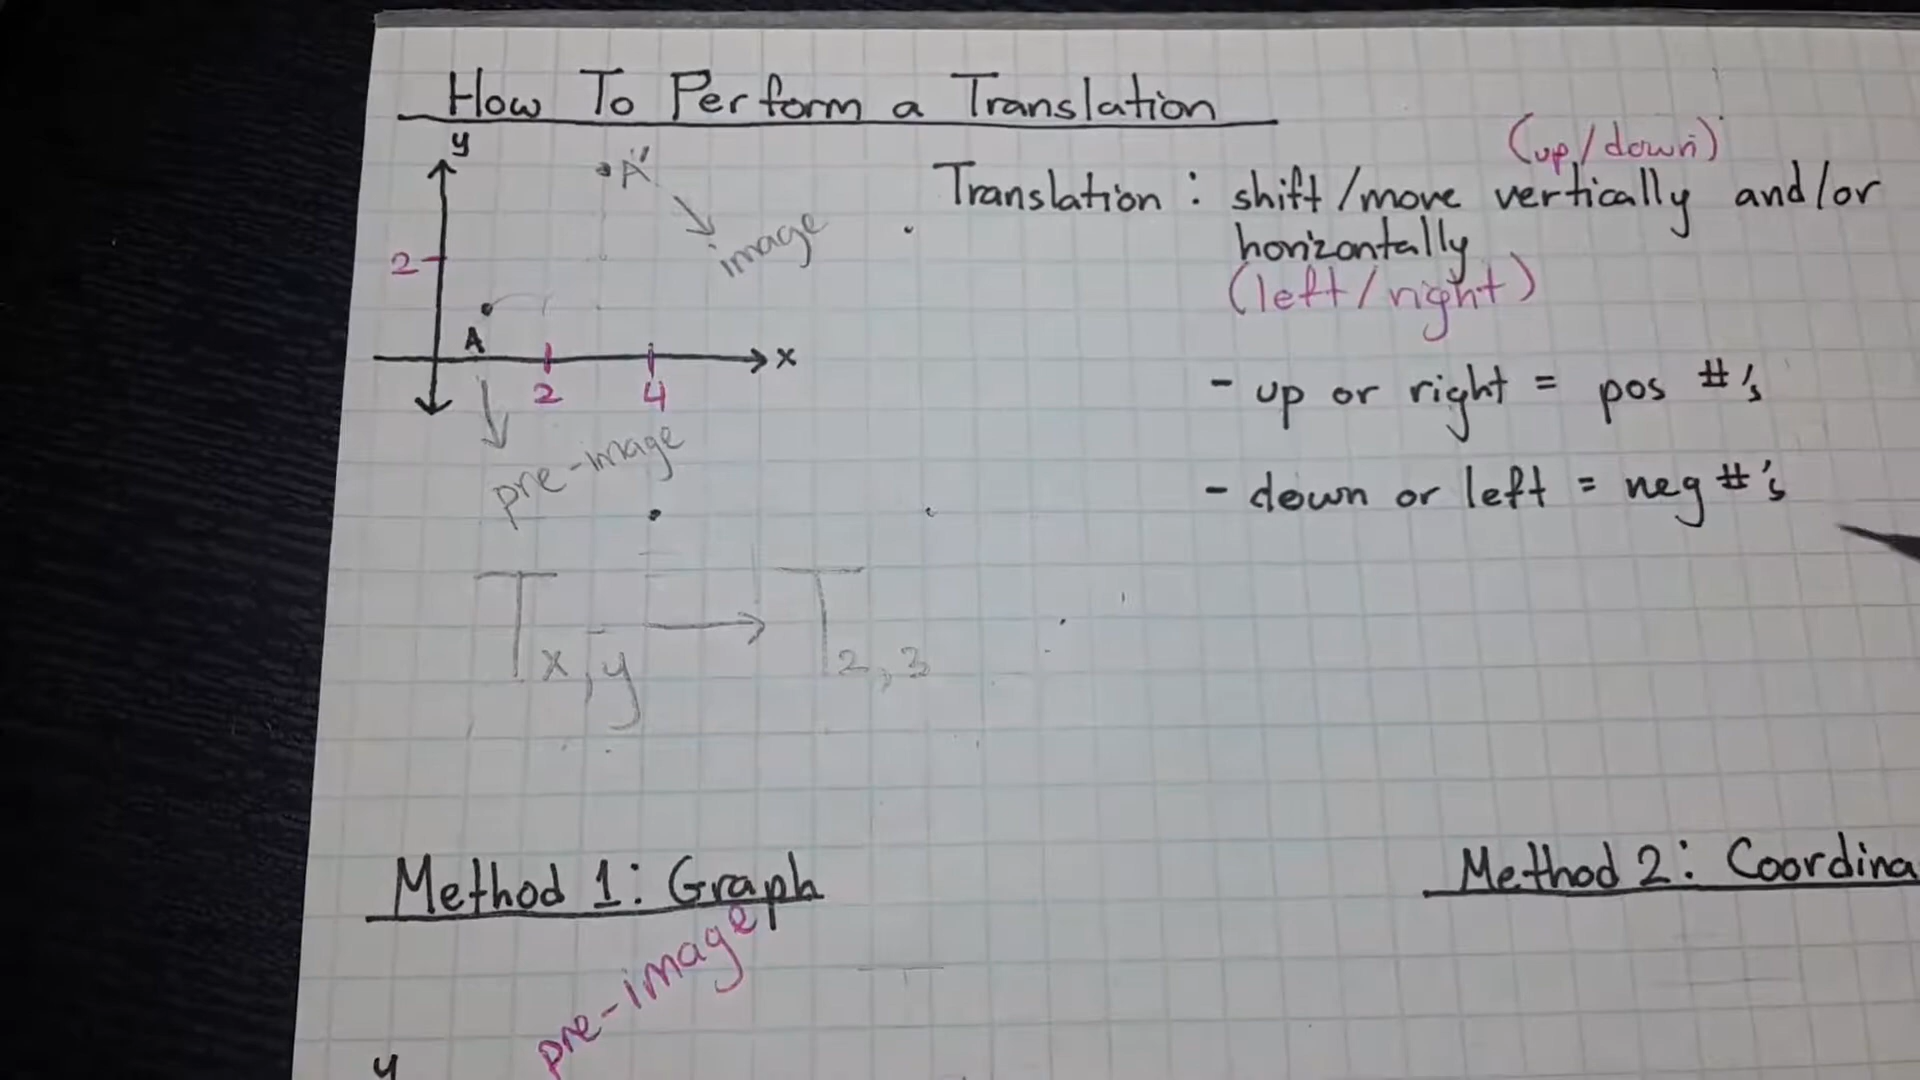 How To Perform a Translation
y
A"
image
2
A
x
2
4
pre-image
(up/down)
Translation: shift/move vertically and/or
horizontally
(left/right)
- up or right = pos #'s
- down or left = neg #'s
T x,y → T 2,3
Method 1: Graph
pre-image
y
Method 2: Coordina